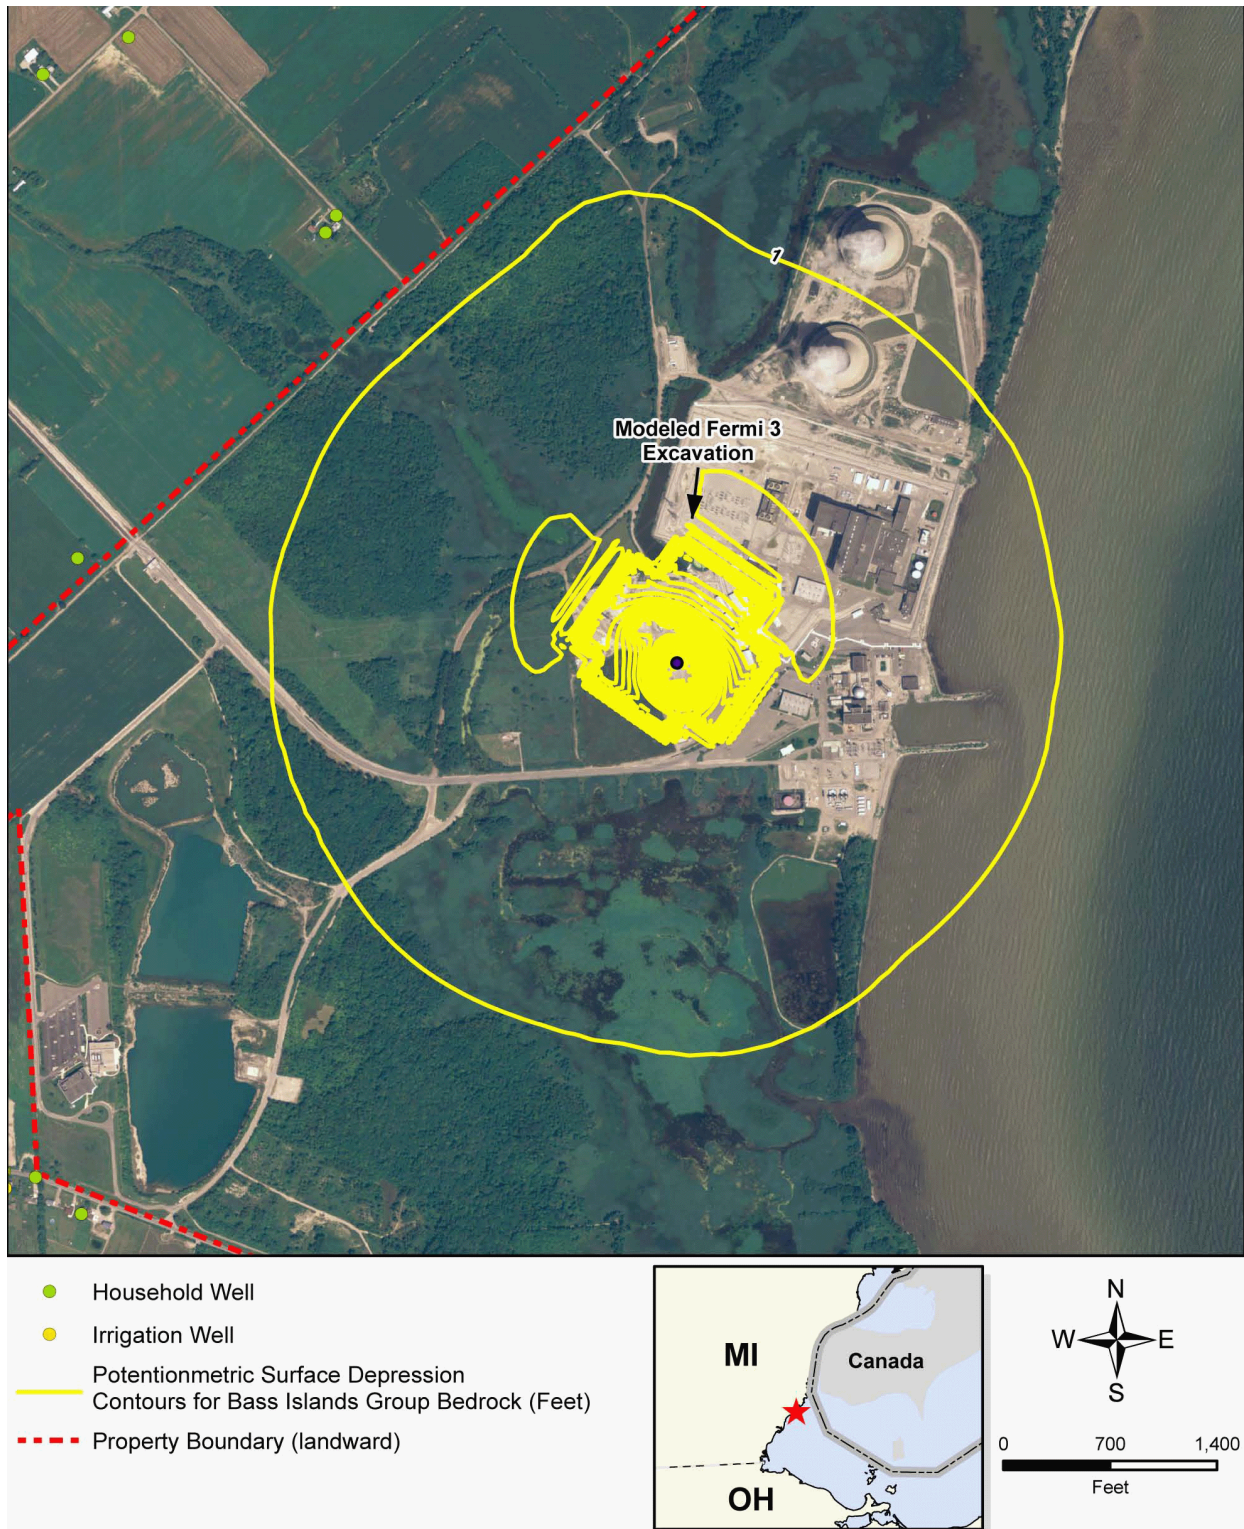 1
Modeled Fermi 3
Excavation
Household Well
Irrigation Well
Potentionmetric Surface Depression
Contours for Bass Islands Group Bedrock (Feet)
Property Boundary (landward)
MI
Canada
OH
N
W E
S
0 700 1,400
Feet